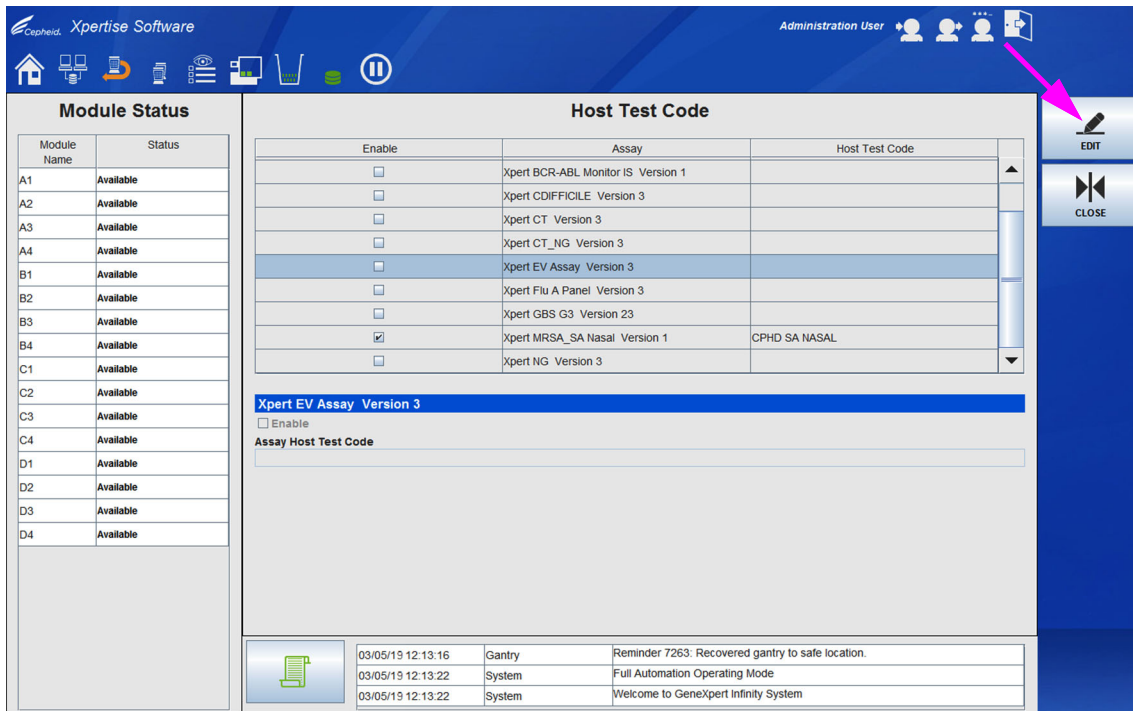 Cepheid. Xpertise Software
Administration User
Module Status
Module Name Status
A1 Available
A2 Available
A3 Available
A4 Available
B1 Available
B2 Available
B3 Available
B4 Available
C1 Available
C2 Available
C3 Available
C4 Available
D1 Available
D2 Available
D3 Available
D4 Available
Host Test Code
Enable Assay Host Test Code
Xpert BCR-ABL Monitor IS Version 1
Xpert CDIFFICILE Version 3
Xpert CT Version 3
Xpert CT_NG Version 3
Xpert EV Assay Version 3
Xpert Flu A Panel Version 3
Xpert GBS G3 Version 23
Xpert MRSA_SA Nasal Version 1 CPHD SA NASAL
Xpert NG Version 3
Xpert EV Assay Version 3
Enable
Assay Host Test Code
03/05/19 12:13:16 Gantry Reminder 7263: Recovered gantry to safe location.
03/05/19 12:13:22 System Full Automation Operating Mode
03/05/19 12:13:22 System Welcome to GeneXpert Infinity System
EDIT
CLOSE